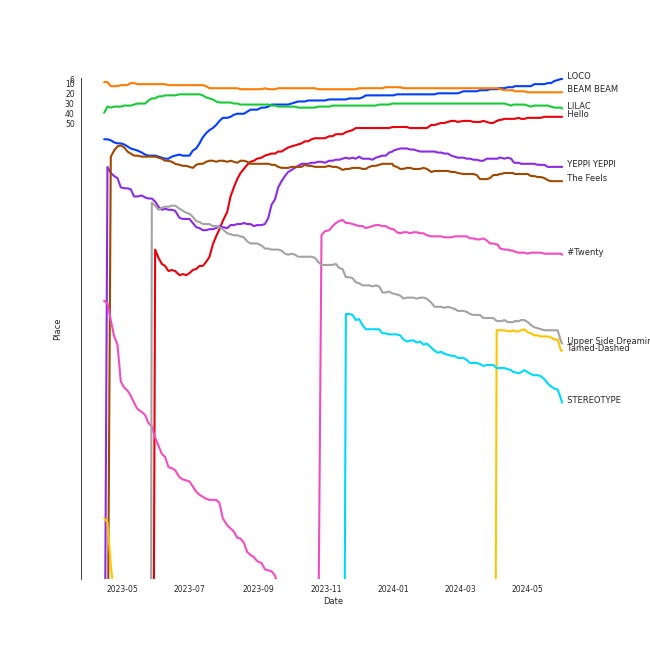 6
10
20
30
40
50
LOCO
BEAM BEAM
LILAC
Hello
YEPPI YEPPI
The Feels
#Twenty
Upper Side Dreamin
Tamed-Dashed
STEREOTYPE
Place
2023-05 2023-07 2023-09 2023-11 2024-01 2024-03 2024-05
Date